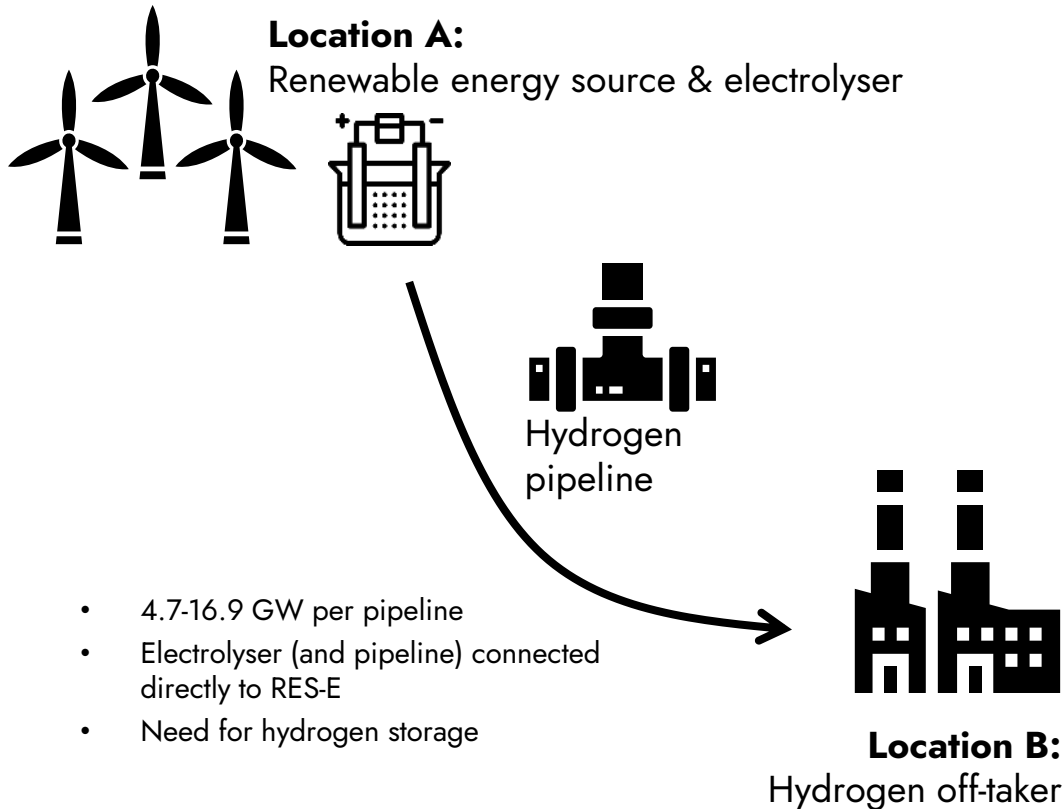 Location A:
Renewable energy source & electrolyser
+ −
Hydrogen
pipeline
• 4.7-16.9 GW per pipeline
• Electrolyser (and pipeline) connected
directly to RES-E
• Need for hydrogen storage
Location B:
Hydrogen off-taker